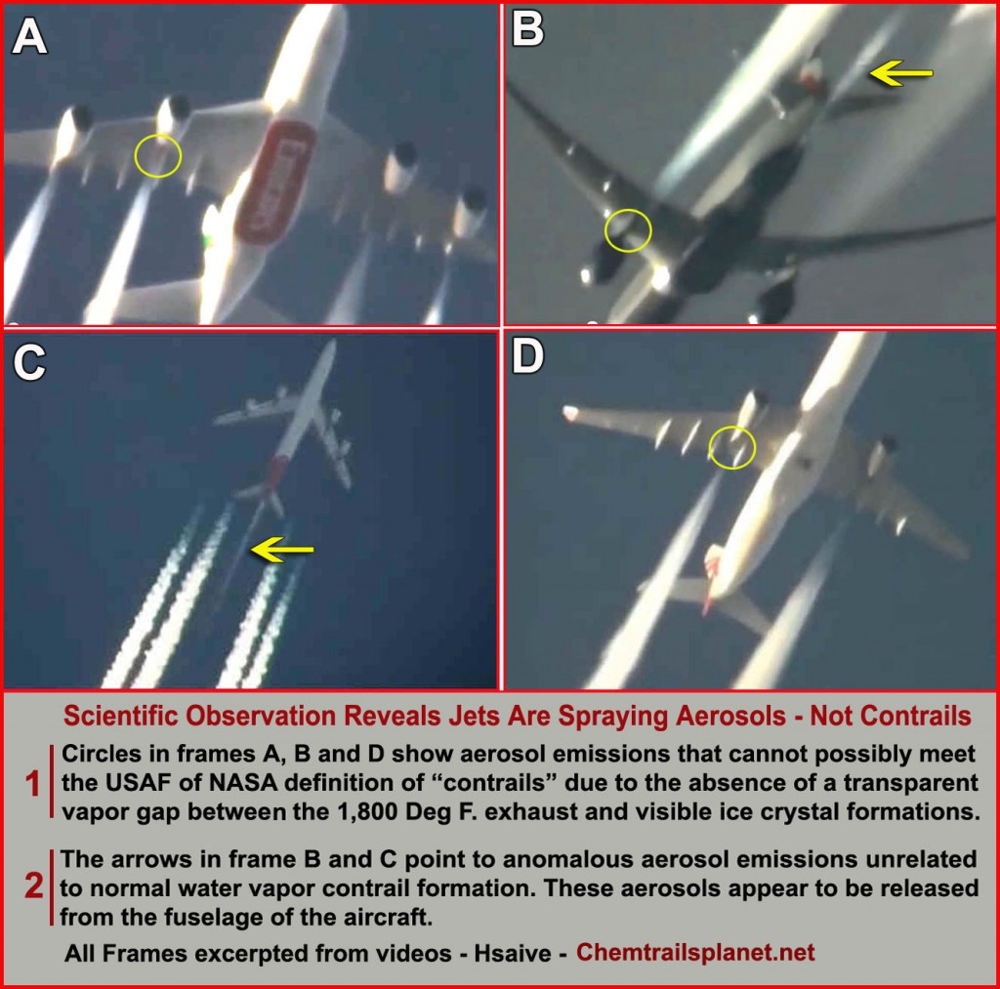 A
B
C
D
Scientific Observation Reveals Jets Are Spraying Aerosols - Not Contrails
1
Circles in frames A, B and D show aerosol emissions that cannot possibly meet
the USAF of NASA definition of “contrails” due to the absence of a transparent
vapor gap between the 1,800 Deg F. exhaust and visible ice crystal formations.
2
The arrows in frame B and C point to anomalous aerosol emissions unrelated
to normal water vapor contrail formation. These aerosols appear to be released
from the fuselage of the aircraft.
All Frames excerpted from videos - Hsaive - Chemtrailsplanet.net